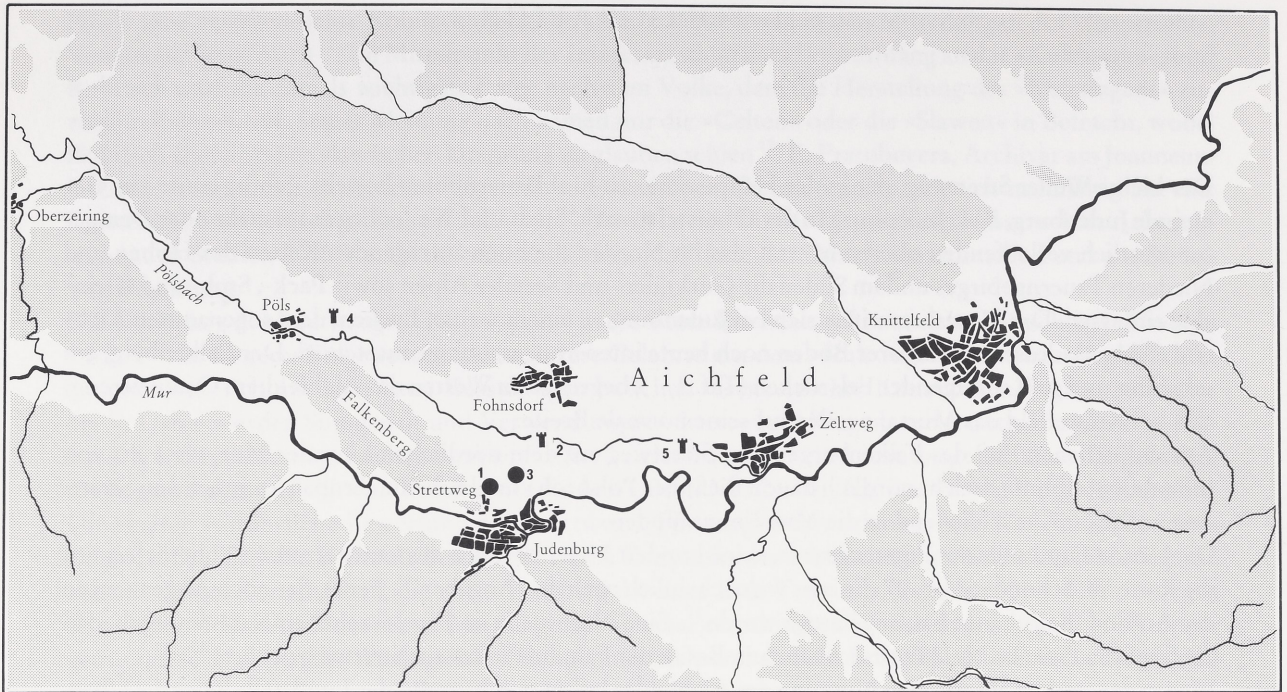 Oberzeiring
Pölsbach
Pöls
4
Knittelfeld
Mur
Aichfeld
Fohnsdorf
Falkenberg
Zeltweg
2
5
1
3
Strettweg
Judenburg